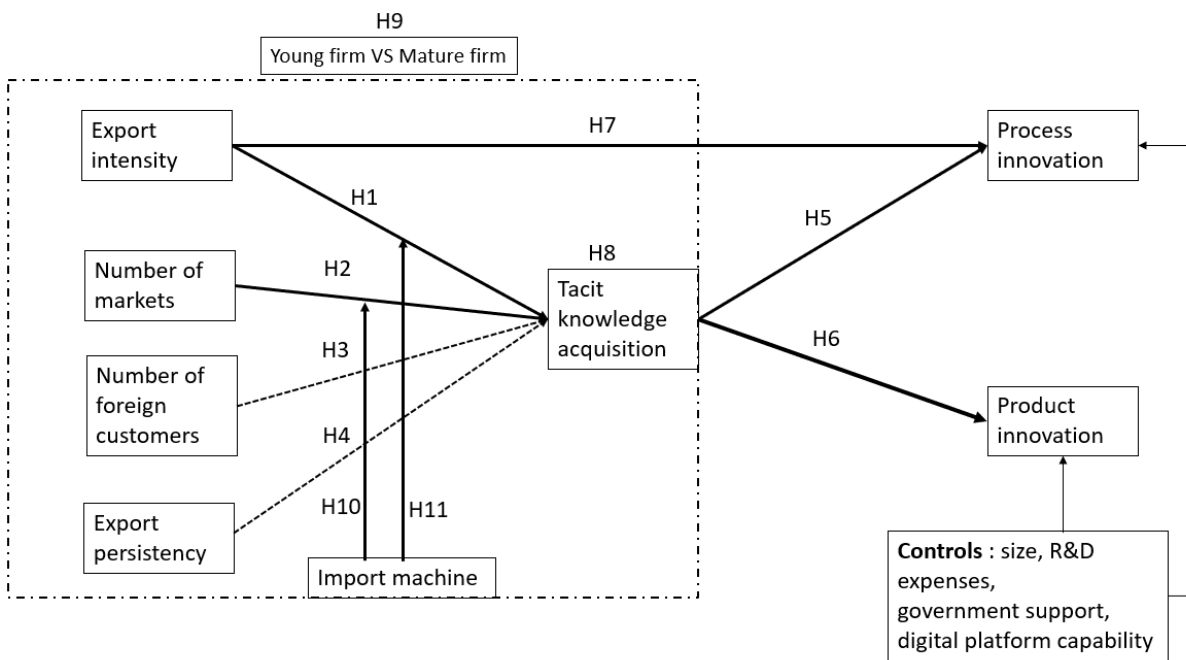 H9
Young firm VS Mature firm
Export
intensity
H7
Process
innovation
H1
H5
Number of
markets
H2
H8
Tacit
knowledge
acquisition
H3
H6
Number of
foreign
customers
H4
Product
innovation
Export
persistency
H10
H11
Import machine
Controls : size, R&D
expenses,
government support,
digital platform capability